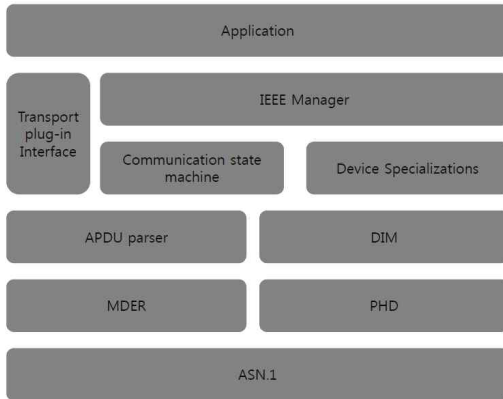 Application
Transport
plug-in
Interface
IEEE Manager
Communication state
machine
Device Specializations
APDU parser
DIM
MDER
PHD
ASN.1